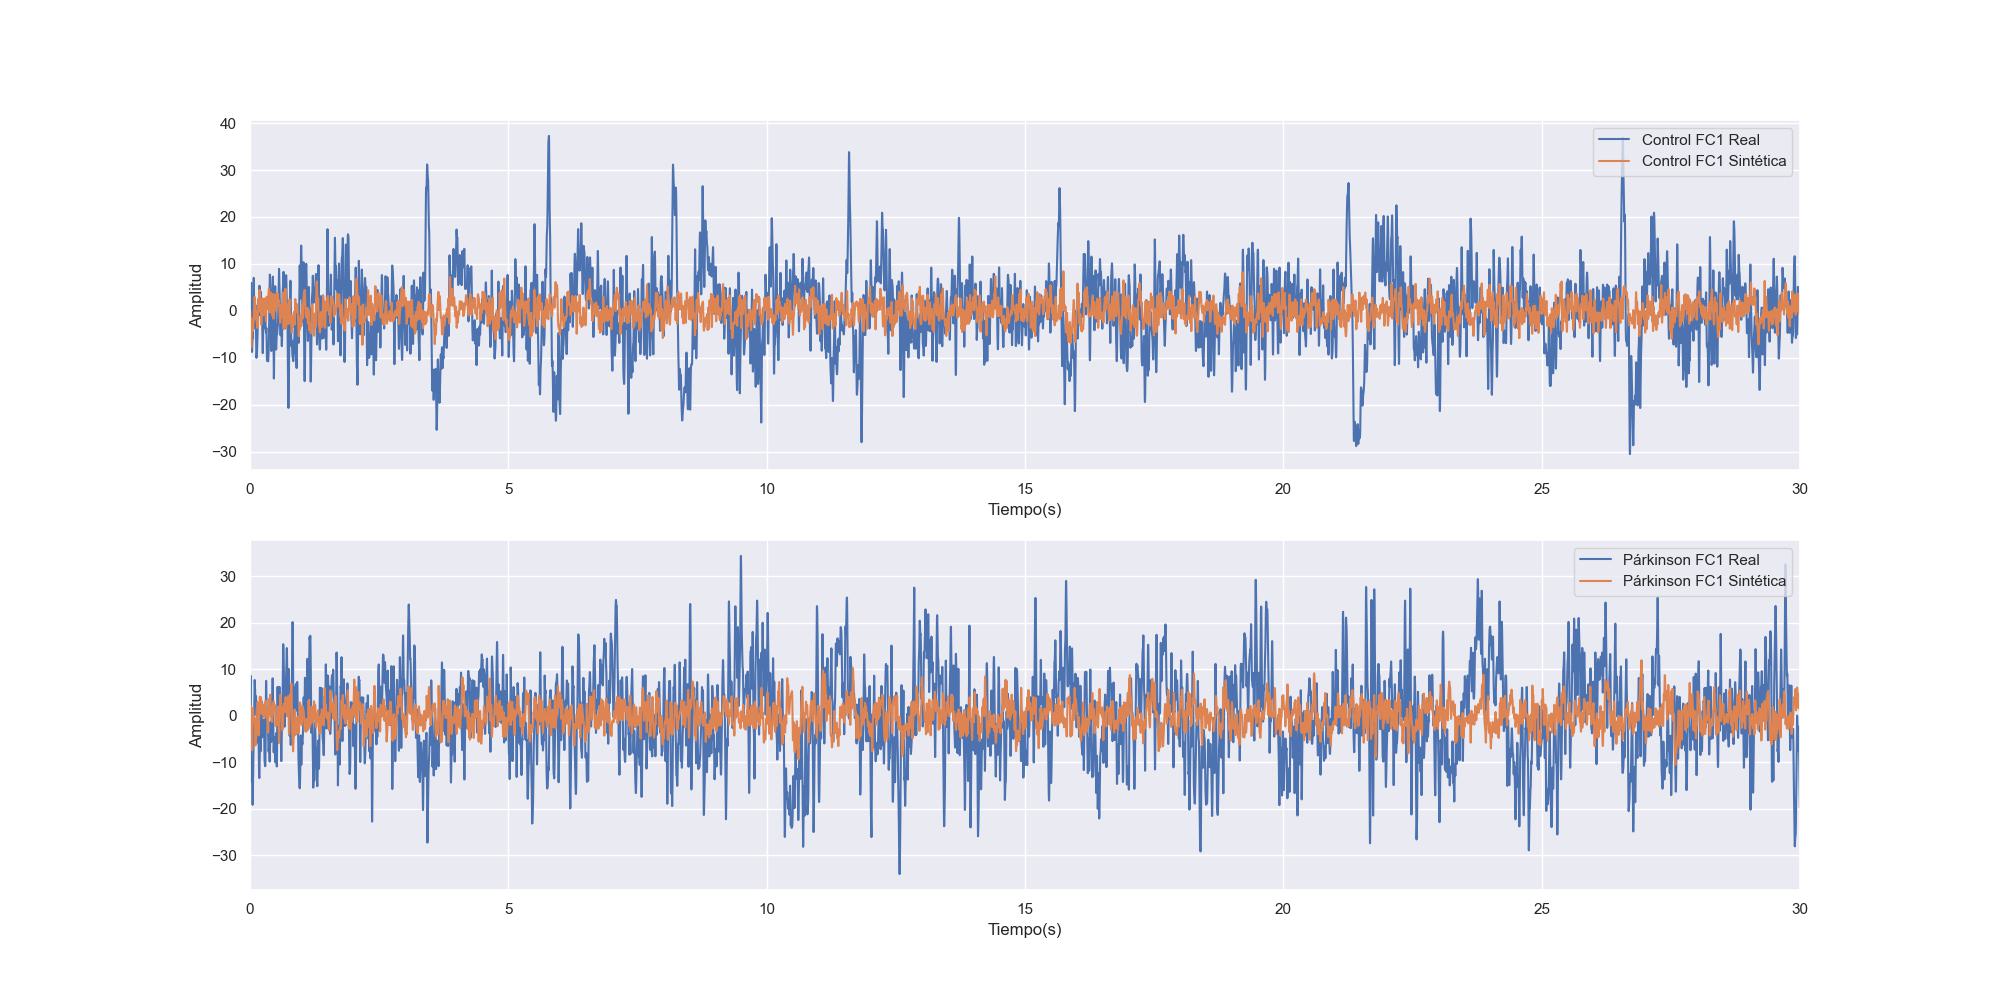 40
30
20
10
0
−10
−20
−30
Amplitud
Control FC1 Real
Control FC1 Sintética
0 5 10 15 20 25 30
Tiempo(s)
30
20
10
0
−10
−20
−30
Amplitud
Párkinson FC1 Real
Párkinson FC1 Sintética
0 5 10 15 20 25 30
Tiempo(s)